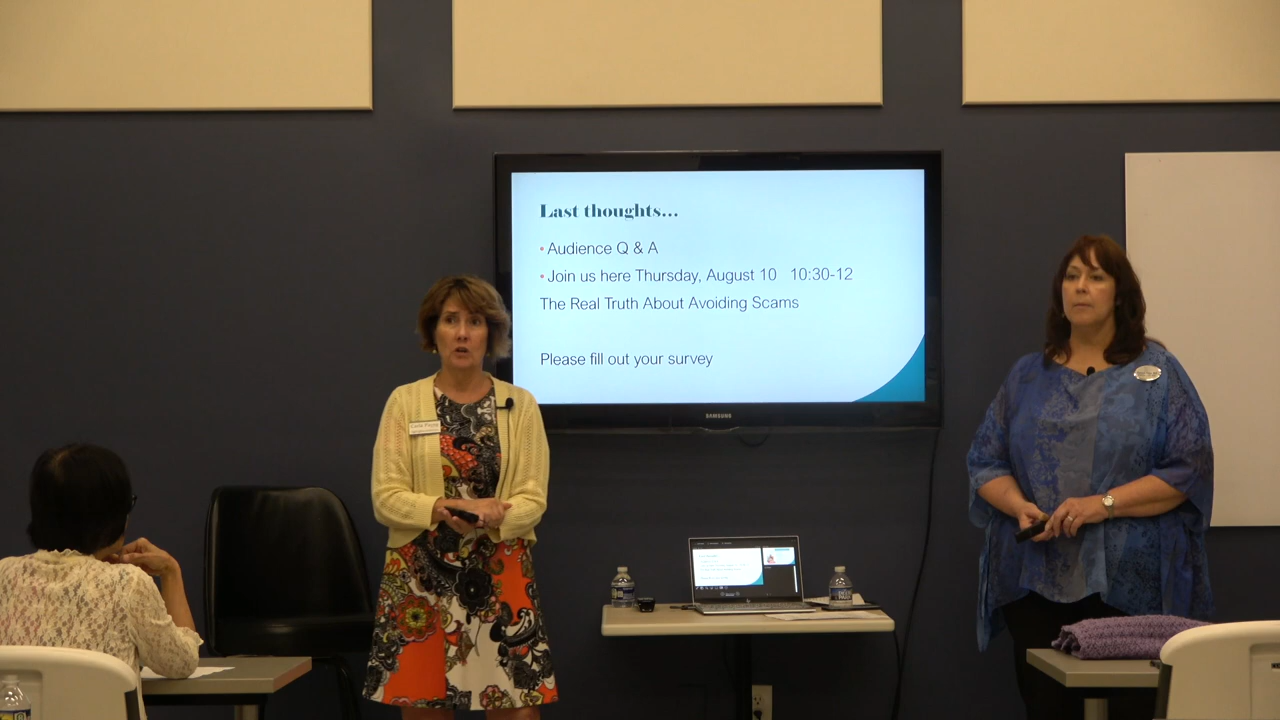 Last thoughts...
• Audience Q & A
• Join us here Thursday, August 10 10:30-12
The Real Truth About Avoiding Scams
Please fill out your survey
SAMSUNG